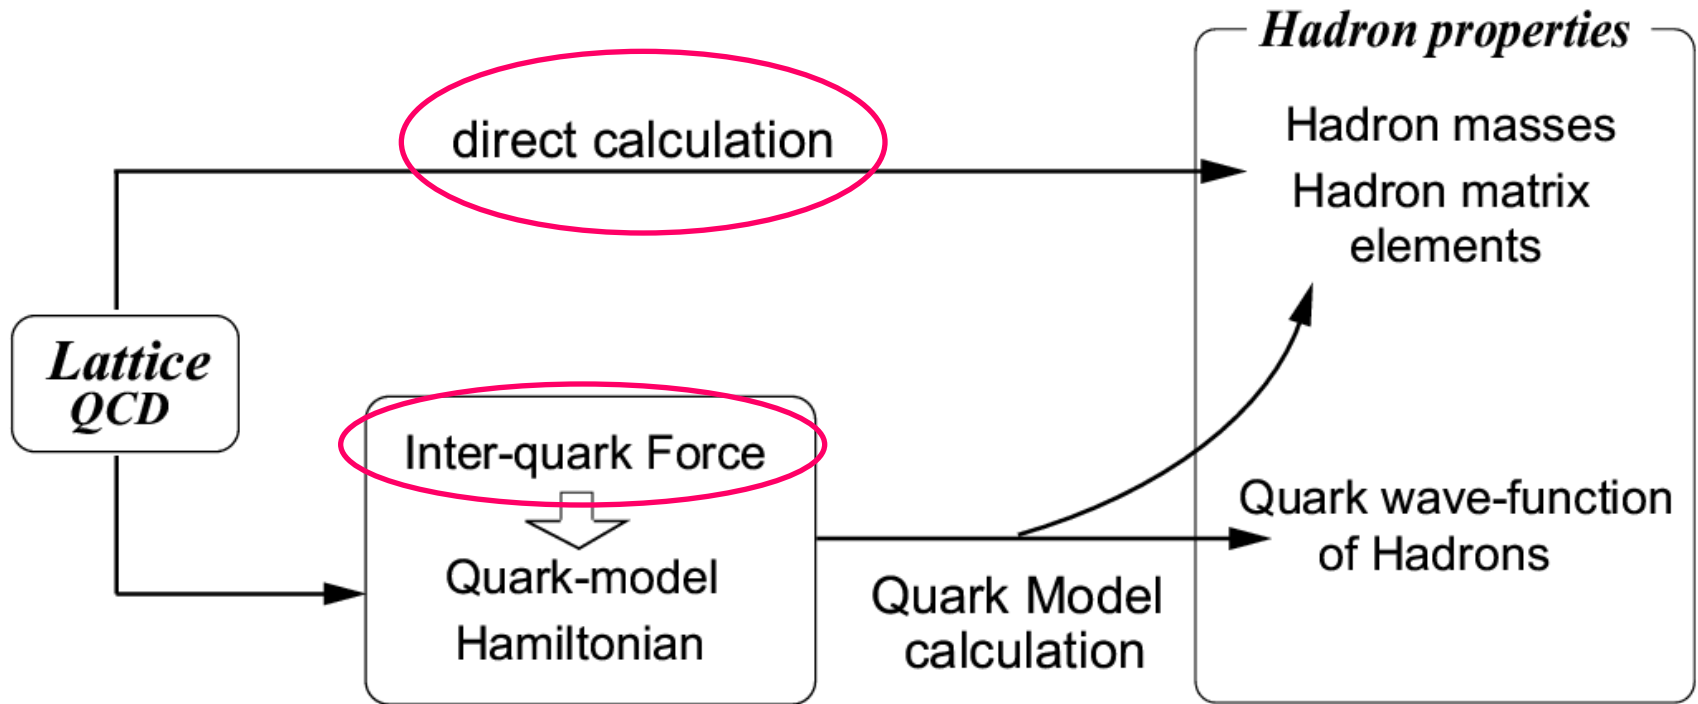 Hadron properties
direct calculation
Hadron masses
Hadron matrix
elements
Lattice
QCD
Inter-quark Force
Quark-model
Hamiltonian
Quark Model
calculation
Quark wave-function
of Hadrons